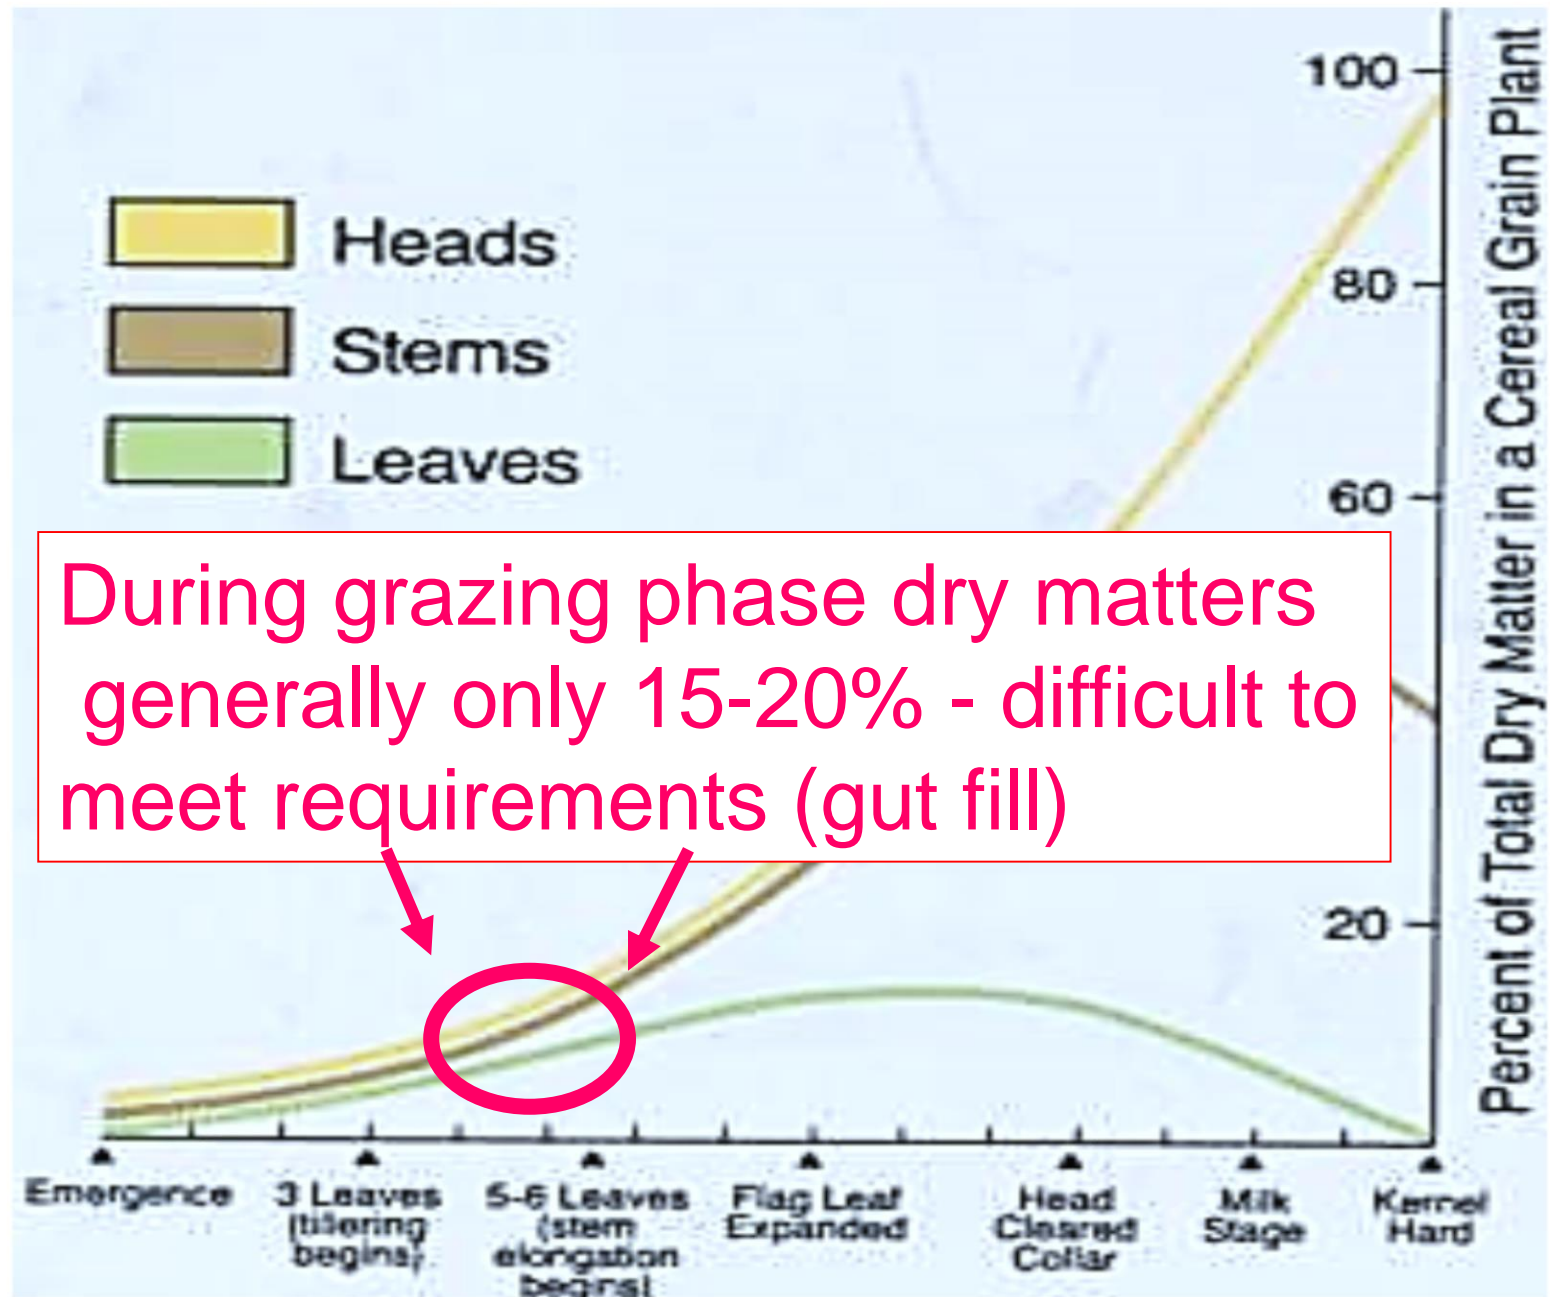 100
80
60
20
Percent of Total Dry Matter in a Cereal Grain Plant
Heads
Stems
Leaves
During grazing phase dry matters
generally only 15-20% - difficult to
meet requirements (gut fill)
Emergence
3 Leaves
(tillering
begins)
5-6 Leaves
(stem
elongation
begins)
Flag Leaf
Expanded
Head
Cleared
Collar
Milk
Stage
Kernel
Hard